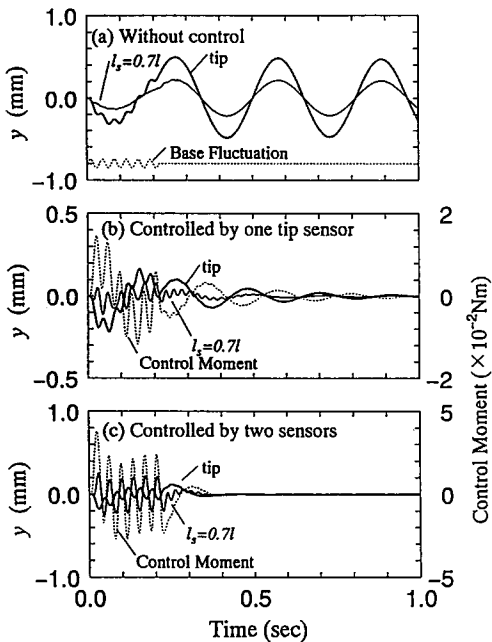 1.0
(a) Without control
lₛ=0.7l
tip
y (mm)
0.0
Base Fluctuation
−1.0
0.5
2
(b) Controlled by one tip sensor
tip
y (mm)
0.0
0
lₛ=0.7l
Control Moment
−0.5
−2
1.0
5
(c) Controlled by two sensors
tip
y (mm)
0.0
0
lₛ=0.7l
Control Moment
−1.0
−5
Control Moment (×10⁻²Nm)
0.0
0.5
1.0
Time (sec)